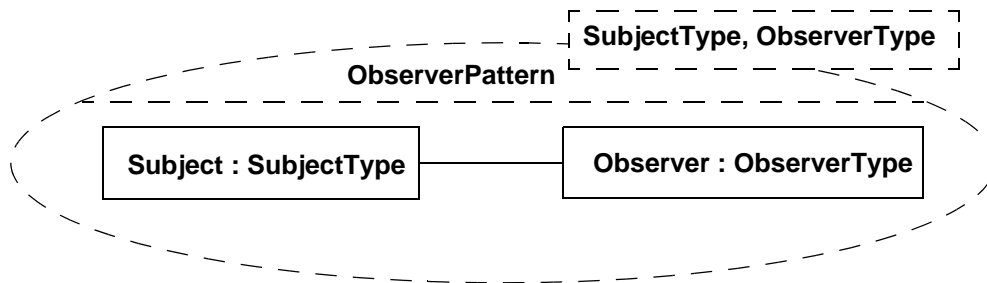 SubjectType, ObserverType
ObserverPattern
Subject : SubjectType
Observer : ObserverType